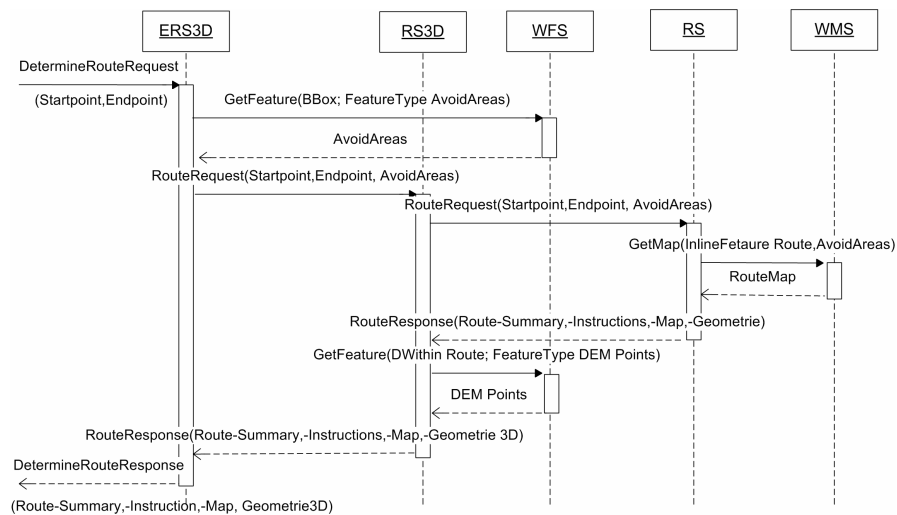 ERS3D
RS3D
WFS
RS
WMS
DetermineRouteRequest
(Startpoint,Endpoint)
GetFeature(BBox; FeatureType AvoidAreas)
AvoidAreas
RouteRequest(Startpoint,Endpoint, AvoidAreas)
RouteRequest(Startpoint,Endpoint, AvoidAreas)
GetMap(InlineFetaure Route,AvoidAreas)
RouteMap
RouteResponse(Route-Summary,-Instructions,-Map,-Geometrie)
GetFeature(DWithin Route; FeatureType DEM Points)
DEM Points
RouteResponse(Route-Summary,-Instructions,-Map,-Geometrie 3D)
DetermineRouteResponse
(Route-Summary,-Instruction,-Map, Geometrie3D)